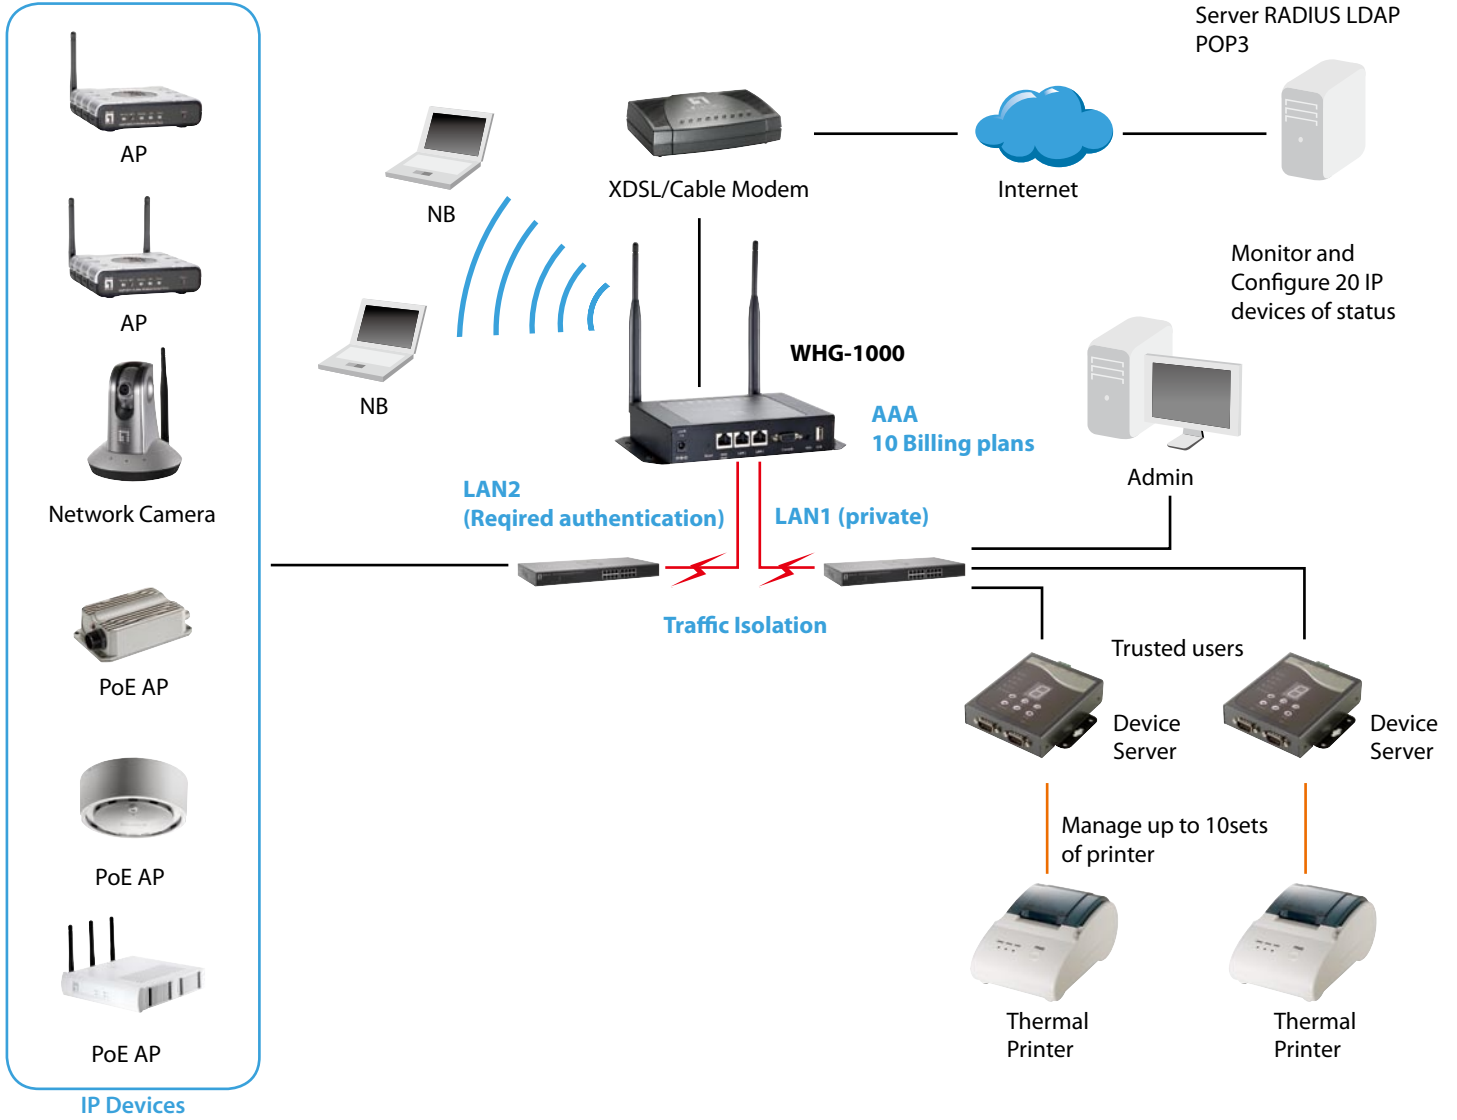 Server RADIUS LDAP
POP3
AP
NB
XDSL/Cable Modem
Internet
AP
NB
Monitor and
Configure 20 IP
devices of status
WHG-1000
AAA
10 Billing plans
Admin
Network Camera
LAN2
(Reqired authentication)
LAN1 (private)
Traffic Isolation
PoE AP
Trusted users
Device
Server
Device
Server
PoE AP
Manage up to 10sets
of printer
PoE AP
Thermal
Printer
Thermal
Printer
IP Devices